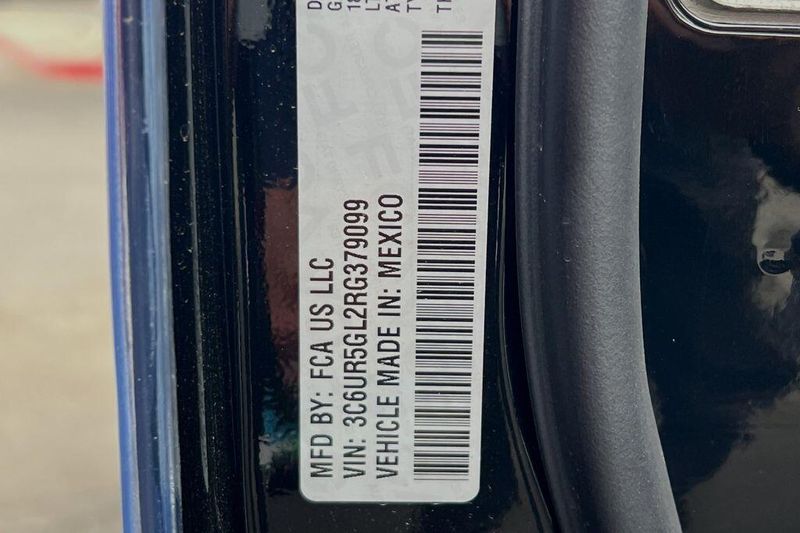 MFD BY: FCA US LLC
VIN: 3C6UR5GL2RG379099
VEHICLE MADE IN: MEXICO